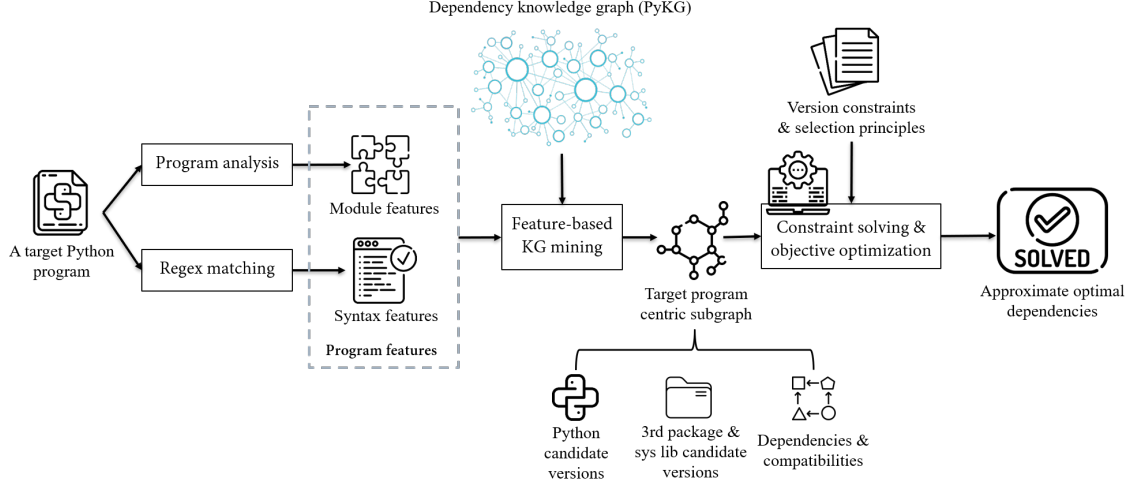 Dependency knowledge graph (PyKG)
Version constraints
& selection principles
Program analysis
Module features
A target Python
program
Regex matching
Syntax features
Program features
Feature-based
KG mining
Target program
centric subgraph
Constraint solving &
objective optimization
SOLVED
Approximate optimal
dependencies
Python
candidate
versions
3rd package &
sys lib candidate
versions
Dependencies &
compatibilities